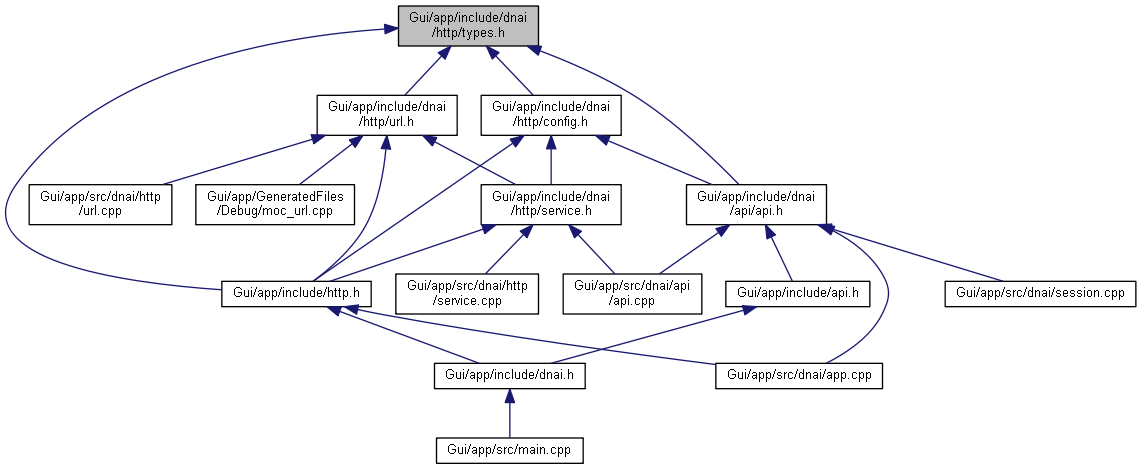 Gui/app/include/dnai
/http/types.h
Gui/app/include/dnai
/http/url.h
Gui/app/include/dnai
/http/config.h
Gui/app/src/dnai/http
/url.cpp
Gui/app/GeneratedFiles
/Debug/moc_url.cpp
Gui/app/include/dnai
/http/service.h
Gui/app/include/dnai
/api/api.h
Gui/app/include/http.h
Gui/app/src/dnai/http
/service.cpp
Gui/app/src/dnai/api
/api.cpp
Gui/app/include/api.h
Gui/app/src/dnai/session.cpp
Gui/app/include/dnai.h
Gui/app/src/dnai/app.cpp
Gui/app/src/main.cpp